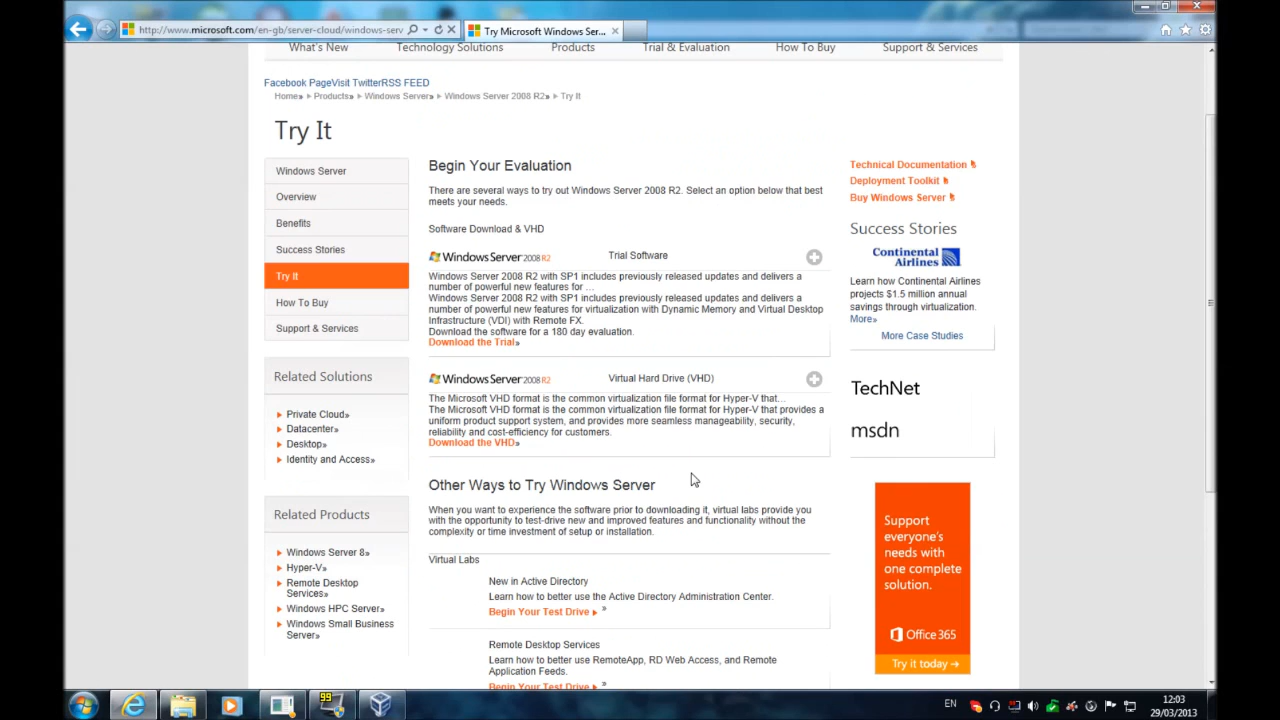 http://www.microsoft.com/en-gb/server-cloud/windows-serv
Try Microsoft Windows Ser...
What's New
Technology Solutions
Products
Trial & Evaluation
How To Buy
Support & Services
Facebook PageVisit TwitterRSS FEED
Home» Products» Windows Server» Windows Server 2008 R2» Try It
Try It
Windows Server
Overview
Benefits
Success Stories
Try It
How To Buy
Support & Services
Related Solutions
Private Cloud»
Datacenter»
Desktop»
Identity and Access»
Related Products
Windows Server 8»
Hyper-V»
Remote Desktop
Services»
Windows HPC Server»
Windows Small Business
Server»
Begin Your Evaluation
There are several ways to try out Windows Server 2008 R2. Select an option below that best
meets your needs.
Software Download & VHD
Windows Server 2008 R2 Trial Software
Windows Server 2008 R2 with SP1 includes previously released updates and delivers a
number of powerful new features for ...
Windows Server 2008 R2 with SP1 includes previously released updates and delivers a
number of powerful new features for virtualization with Dynamic Memory and Virtual Desktop
Infrastructure (VDI) with Remote FX.
Download the software for a 180 day evaluation.
Download the Trial»
Windows Server 2008 R2 Virtual Hard Drive (VHD)
The Microsoft VHD format is the common virtualization file format for Hyper-V that...
The Microsoft VHD format is the common virtualization file format for Hyper-V that provides a
uniform product support system, and provides more seamless manageability, security,
reliability and cost-efficiency for customers.
Download the VHD»
Other Ways to Try Windows Server
When you want to experience the software prior to downloading it, virtual labs provide you
with the opportunity to test-drive new and improved features and functionality without the
complexity or time investment of setup or installation.
Virtual Labs
New in Active Directory
Learn how to better use the Active Directory Administration Center.
Begin Your Test Drive »
Remote Desktop Services
Learn how to better use RemoteApp, RD Web Access, and Remote
Application Feeds.
Begin Your Test Drive »
Technical Documentation
Deployment Toolkit
Buy Windows Server
Success Stories
Continental
Airlines
Learn how Continental Airlines
projects $1.5 million annual
savings through virtualization.
More»
More Case Studies
TechNet
msdn
Support
everyone's
needs with
one complete
solution.
Office 365
Try it today →
99
EN
12:03
29/03/2013